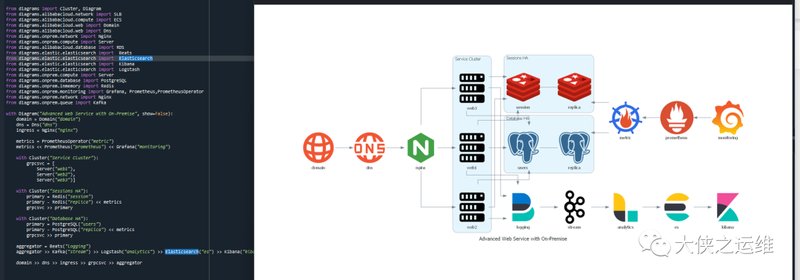 from diagrams import Cluster, Diagram
from diagrams.alibabacloud.network import SLB
from diagrams.alibabacloud.compute import ECS
from diagrams.alibabacloud.web import Domain
from diagrams.alibabacloud.web import Dns
from diagrams.onprem.network import Nginx
from diagrams.onprem.compute import Server
from diagrams.alibabacloud.database import RDS
from diagrams.elastic.elasticsearch import Beats
from diagrams.elastic.elasticsearch import Elasticsearch
from diagrams.elastic.elasticsearch import Kibana
from diagrams.elastic.elasticsearch import Logstash
from diagrams.onprem.compute import Server
from diagrams.onprem.database import PostgreSQL
from diagrams.onprem.inmemory import Redis
from diagrams.onprem.monitoring import Grafana, Prometheus,PrometheusOperator
from diagrams.onprem.network import Nginx
from diagrams.onprem.queue import Kafka
with Diagram("Advanced Web Service with On-Premise", show=False):
domain = Domain("domain")
dns = Dns("dns")
ingress = Nginx("nginx")
metrics = PrometheusOperator("metric")
metrics << Prometheus("prometheus") << Grafana("monitoring")
with Cluster("Service Cluster"):
grpcsvc = [
Server("web1"),
Server("web2"),
Server("web3")]
with Cluster("Sessions HA"):
primary = Redis("session")
primary - Redis("replica") << metrics
grpcsvc >> primary
with Cluster("Database HA"):
primary = PostgreSQL("users")
primary - PostgreSQL("replica") << metrics
grpcsvc >> primary
aggregator = Beats("logging")
aggregator >> Kafka("stream") >> Logstash("analytics") >> Elasticsearch("es") >> Kibana(
domain >> dns >> ingress >> grpcsvc >> aggregator
Service Cluster
Sessions HA
web3
session
replica
Database HA
domain
dns
nginx
web1
users
replica
metric
prometheus
monitoring
web2
logging
stream
analytics
es
kibana
Advanced Web Service with On-Premise
大侠之运维